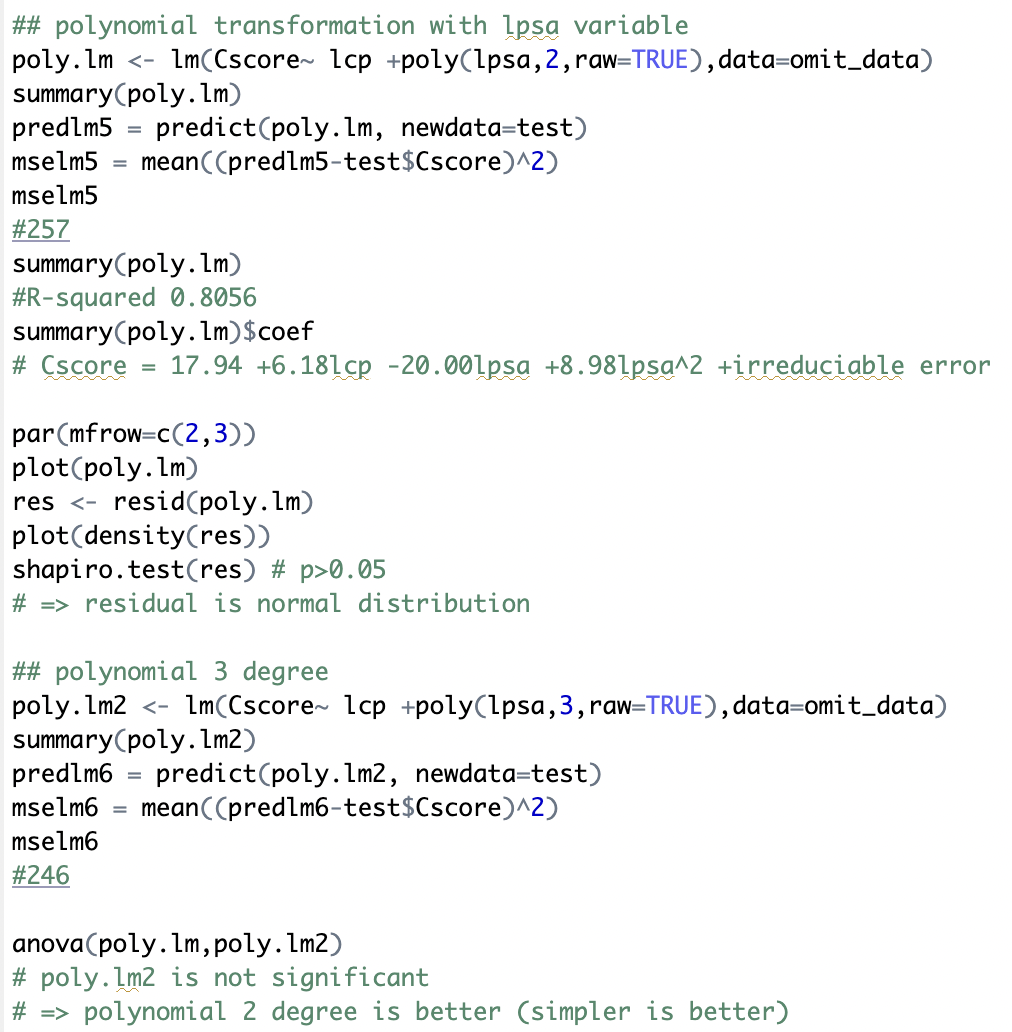 ## polynomial transformation with lpsa variable
poly.lm <- lm(Cscore~ lcp +poly(lpsa,2,raw=TRUE),data=omit_data)
summary(poly.lm)
predlm5 = predict(poly.lm, newdata=test)
mselm5 = mean((predlm5-test$Cscore)^2)
mselm5
#257
summary(poly.lm)
#R-squared 0.8056
summary(poly.lm)$coef
# Cscore = 17.94 +6.18lcp -20.00lpsa +8.98lpsa^2 +irreduciable error
par(mfrow=c(2,3))
plot(poly.lm)
res <- resid(poly.lm)
plot(density(res))
shapiro.test(res) # p>0.05
# => residual is normal distribution
## polynomial 3 degree
poly.lm2 <- lm(Cscore~ lcp +poly(lpsa,3,raw=TRUE),data=omit_data)
summary(poly.lm2)
predlm6 = predict(poly.lm2, newdata=test)
mselm6 = mean((predlm6-test$Cscore)^2)
mselm6
#246
anova(poly.lm,poly.lm2)
# poly.lm2 is not significant
# => polynomial 2 degree is better (simpler is better)